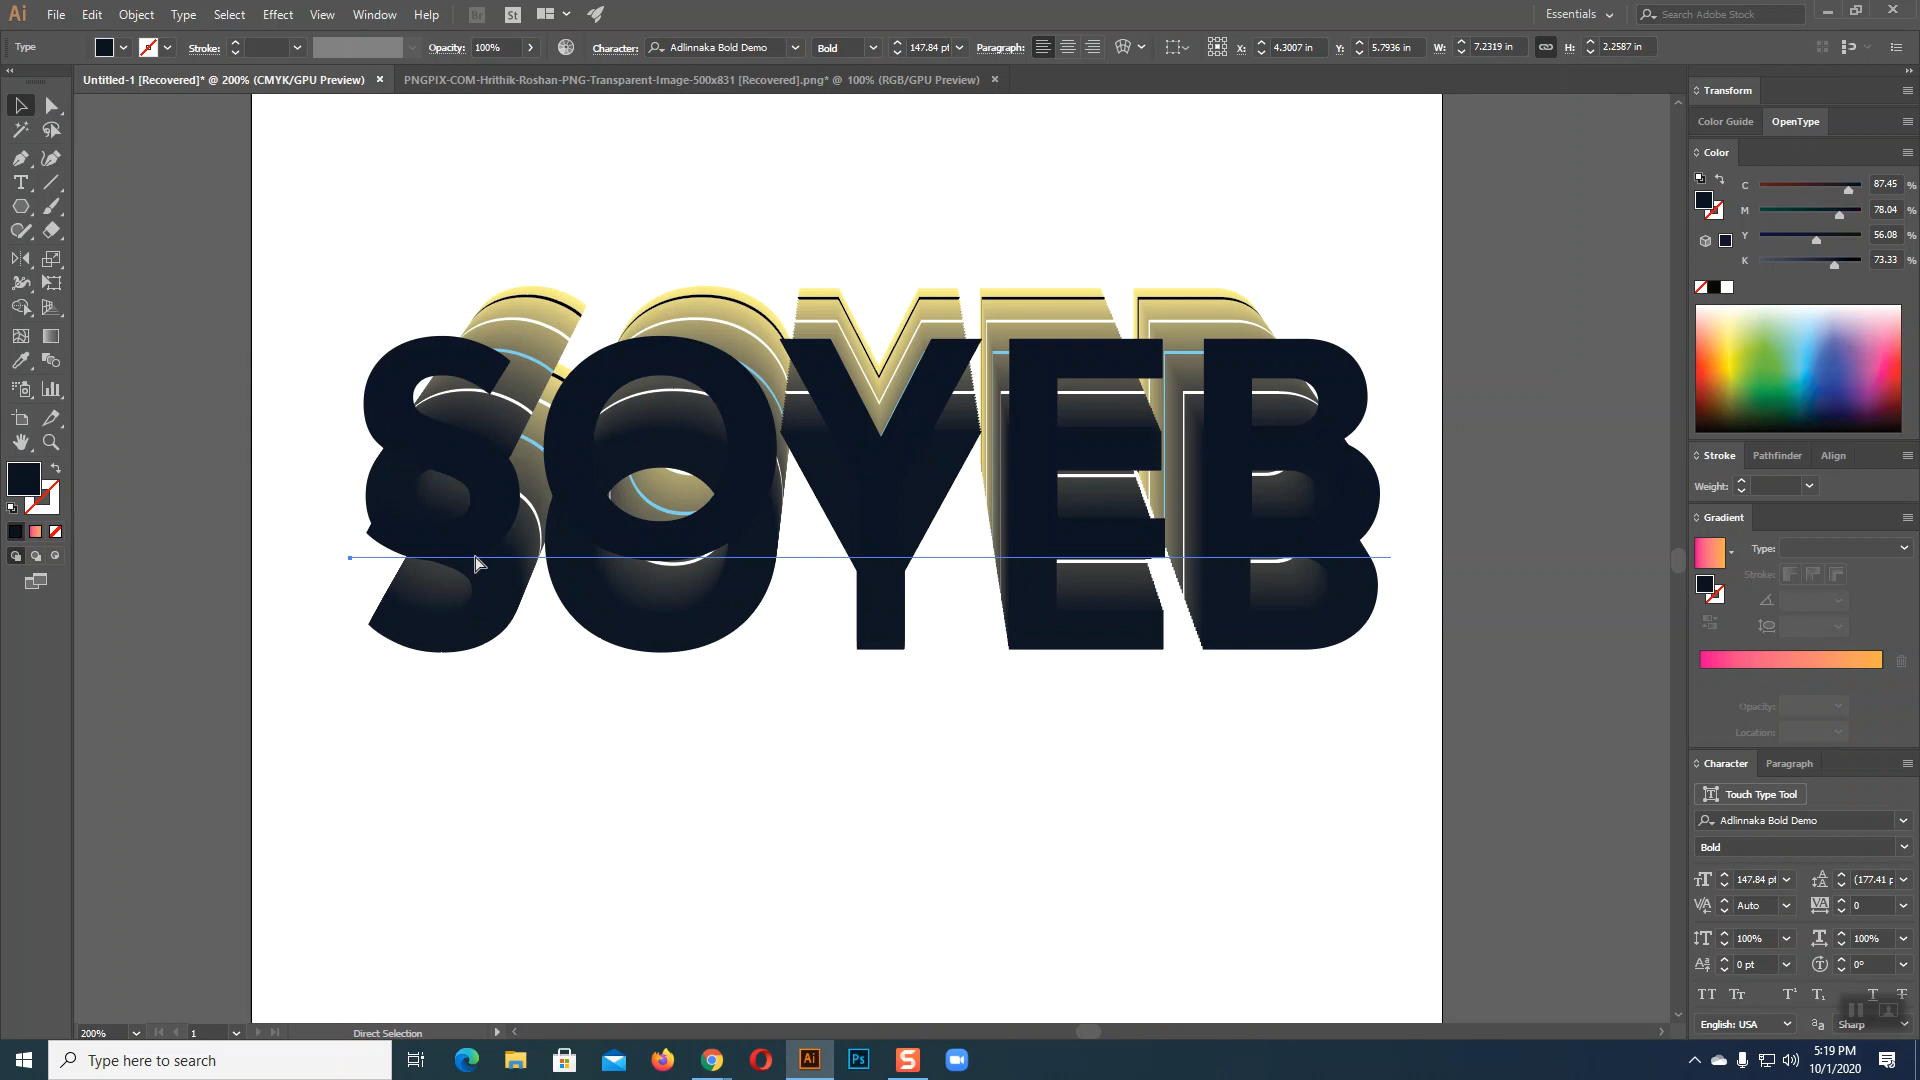 Ai File Edit Object Type Select Effect View Window Help Br St Essentials Search Adobe Stock
Type Stroke: Opacity: 100% Character: Adlinnaka Bold Demo Bold 147.84 pt Paragraph: X: 4.3007 in Y: 5.7936 in W: 7.2319 in H: 2.2587 in
Untitled-1 [Recovered]* @ 200% (CMYK/GPU Preview) × PNGPIX-COM-Hrithik-Roshan-PNG-Transparent-Image-500x831 [Recovered].png* @ 100% (RGB/GPU Preview) ×
Transform
Color Guide OpenType
Color
C 87.45 %
M 78.04 %
Y 56.08 %
K 73.33 %
SOYEB
Stroke Pathfinder Align
Weight:
Gradient
Type:
Stroke:
Opacity:
Location:
Character Paragraph
Touch Type Tool
Adlinnaka Bold Demo
Bold
147.84 pt (177.41 p
Auto 0
100% 100%
0 pt 0°
English: USA Sharp
200% 1 Direct Selection
Type here to search Ai Ps S 5:19 PM
10/1/2020